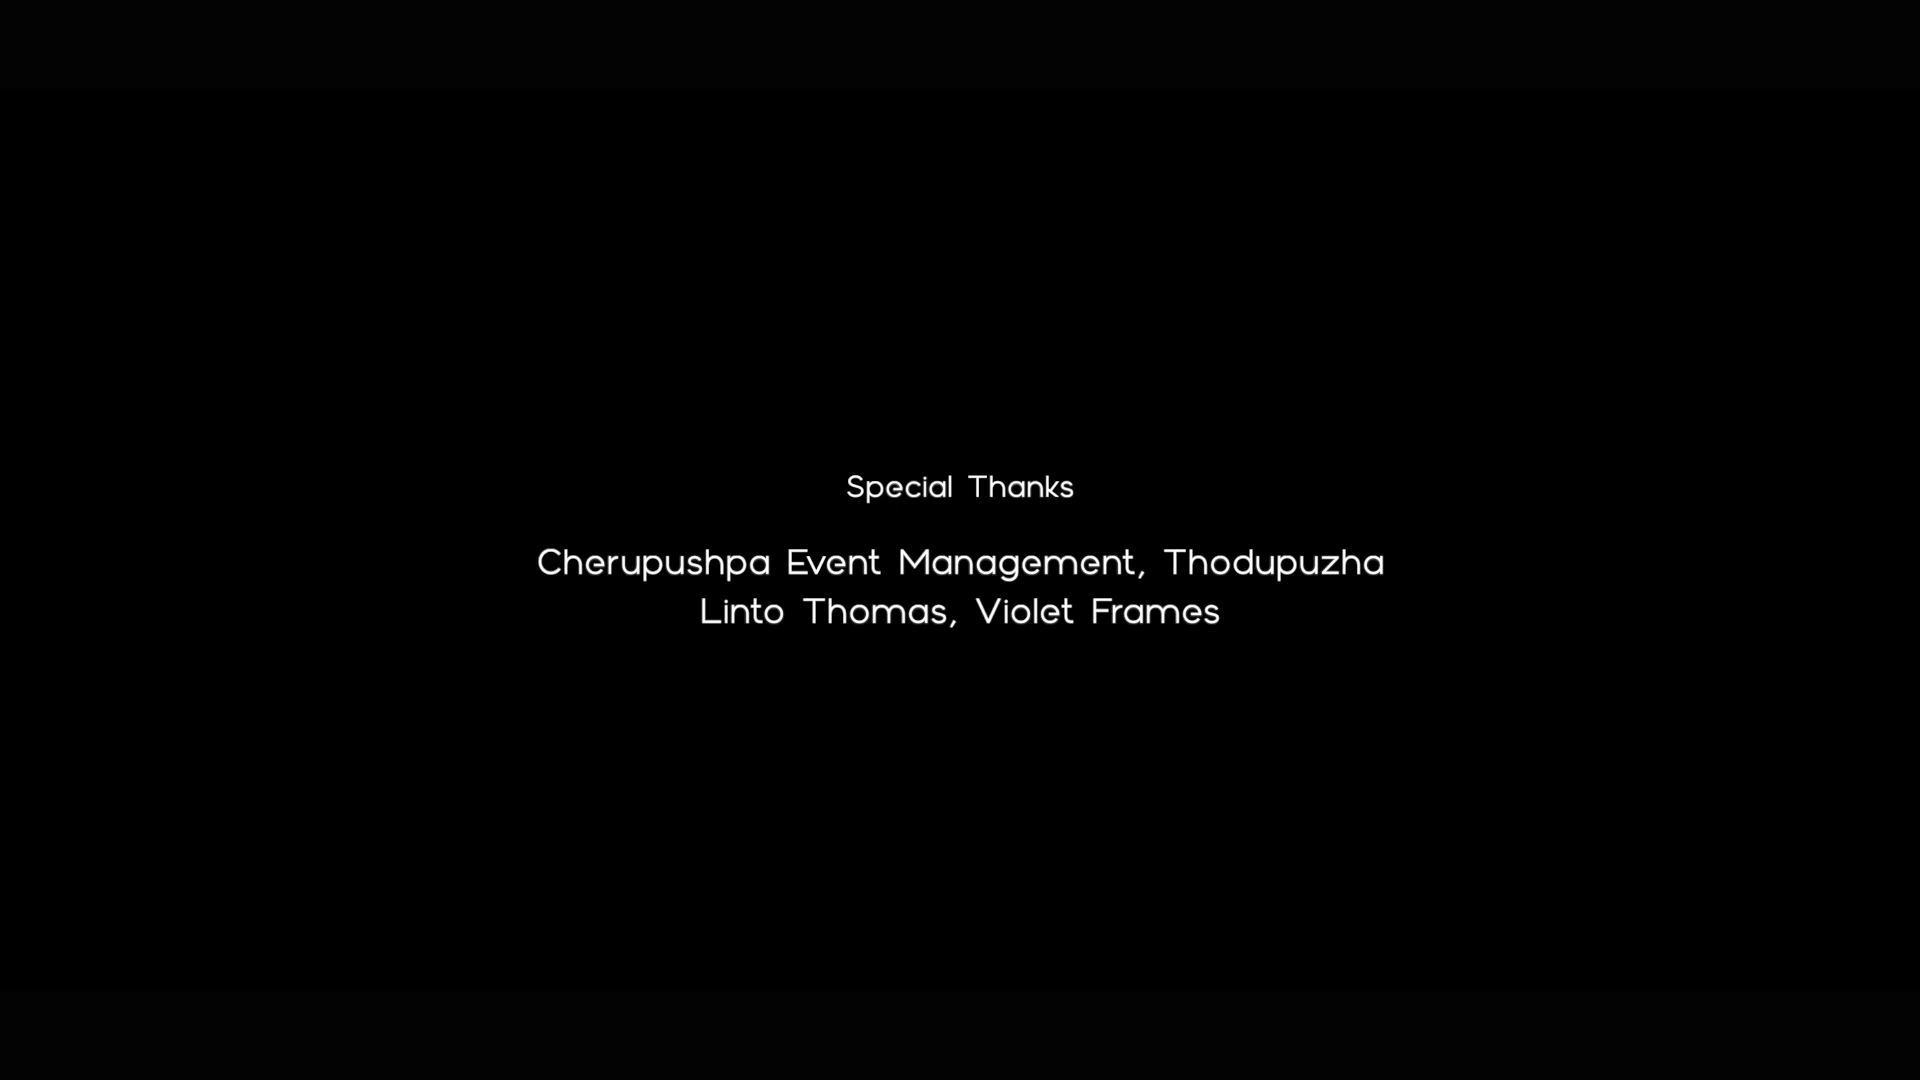 Special Thanks
Cherupushpa Event Management, Thodupuzha
Linto Thomas, Violet Frames